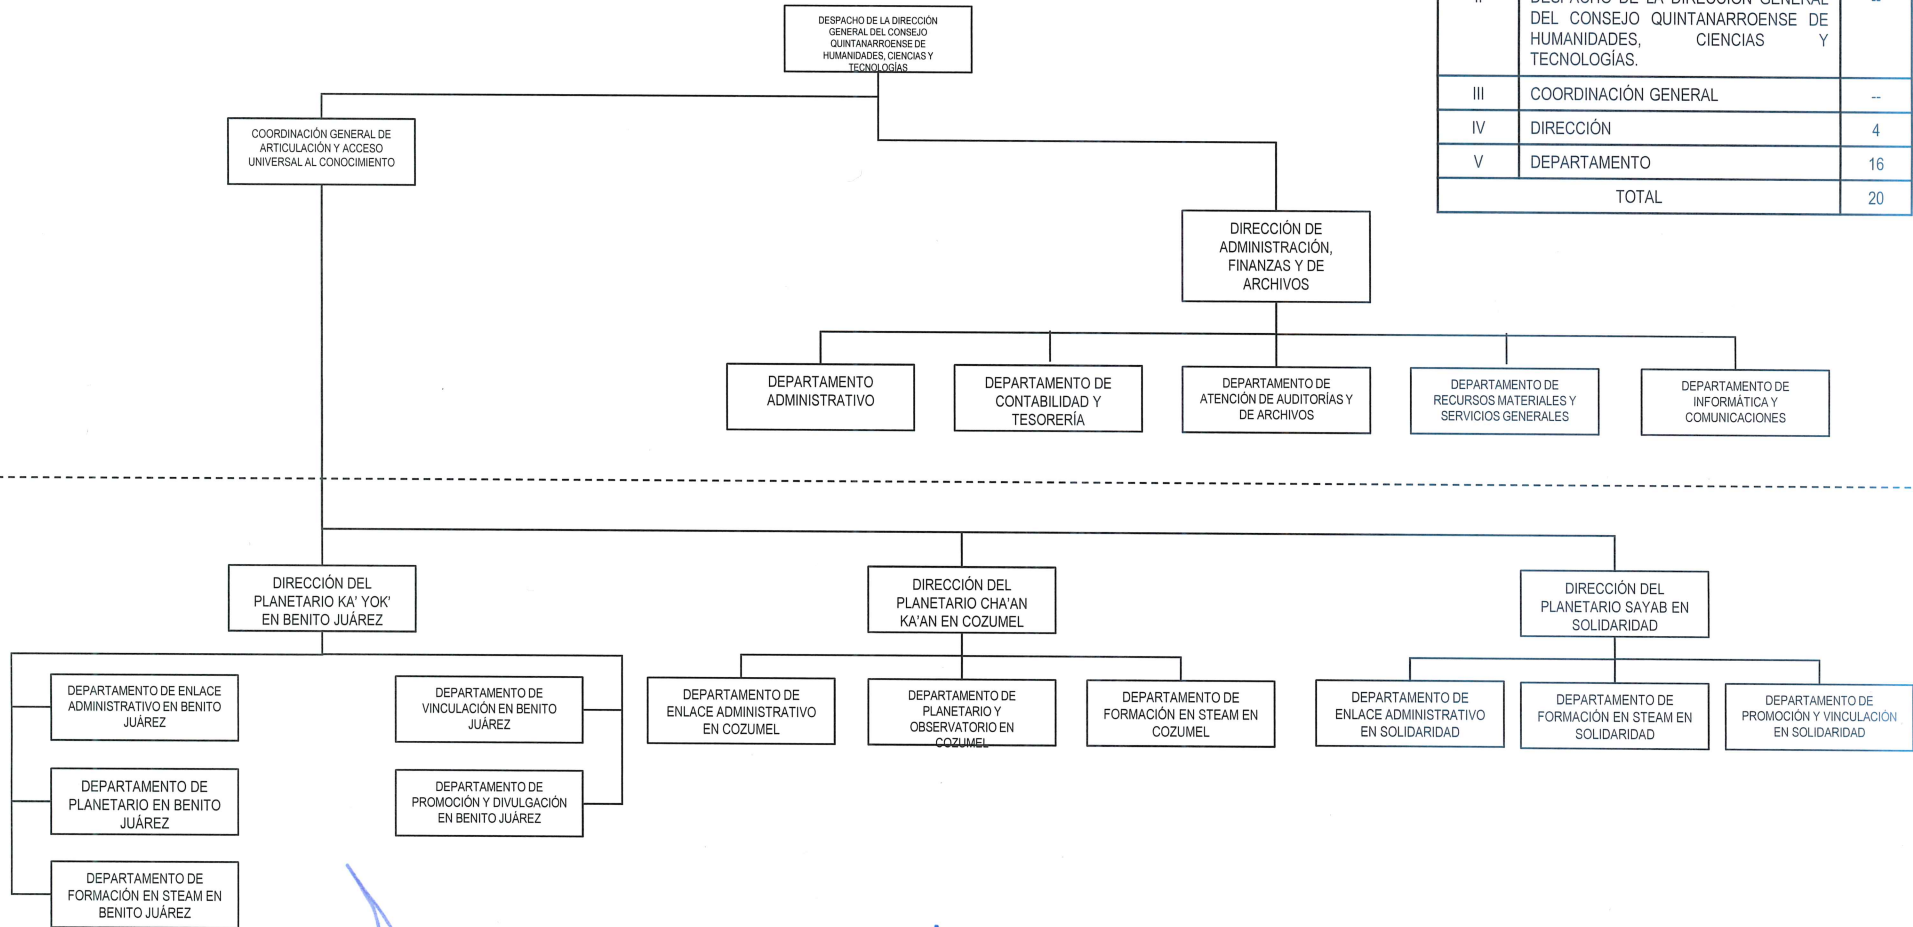 DESPACHO DE LA DIRECCIÓN
GENERAL DEL CONSEJO
QUINTANARROENSE DE
HUMANIDADES, CIENCIAS Y
TECNOLOGÍAS
II DESPACHO DE LA DIRECCIÓN GENERAL --
DEL CONSEJO QUINTANARROENSE DE
HUMANIDADES, CIENCIAS Y
TECNOLOGÍAS.
III COORDINACIÓN GENERAL --
IV DIRECCIÓN 4
V DEPARTAMENTO 16
TOTAL 20
COORDINACIÓN GENERAL DE
ARTICULACIÓN Y ACCESO
UNIVERSAL AL CONOCIMIENTO
DIRECCIÓN DE
ADMINISTRACIÓN,
FINANZAS Y DE
ARCHIVOS
DEPARTAMENTO
ADMINISTRATIVO
DEPARTAMENTO DE
CONTABILIDAD Y
TESORERÍA
DEPARTAMENTO DE
ATENCIÓN DE AUDITORÍAS Y
DE ARCHIVOS
DEPARTAMENTO DE
RECURSOS MATERIALES Y
SERVICIOS GENERALES
DEPARTAMENTO DE
INFORMÁTICA Y
COMUNICACIONES
DIRECCIÓN DEL
PLANETARIO KA' YOK'
EN BENITO JUÁREZ
DIRECCIÓN DEL
PLANETARIO CHA'AN
KA'AN EN COZUMEL
DIRECCIÓN DEL
PLANETARIO SAYAB EN
SOLIDARIDAD
DEPARTAMENTO DE ENLACE
ADMINISTRATIVO EN BENITO
JUÁREZ
DEPARTAMENTO DE
VINCULACIÓN EN BENITO
JUÁREZ
DEPARTAMENTO DE
ENLACE ADMINISTRATIVO
EN COZUMEL
DEPARTAMENTO DE
PLANETARIO Y
OBSERVATORIO EN
COZUMEL
DEPARTAMENTO DE
FORMACIÓN EN STEAM EN
COZUMEL
DEPARTAMENTO DE
ENLACE ADMINISTRATIVO
EN SOLIDARIDAD
DEPARTAMENTO DE
FORMACIÓN EN STEAM EN
SOLIDARIDAD
DEPARTAMENTO DE
PROMOCIÓN Y VINCULACIÓN
EN SOLIDARIDAD
DEPARTAMENTO DE
PLANETARIO EN BENITO
JUÁREZ
DEPARTAMENTO DE
PROMOCIÓN Y DIVULGACIÓN
EN BENITO JUÁREZ
DEPARTAMENTO DE
FORMACIÓN EN STEAM EN
BENITO JUÁREZ